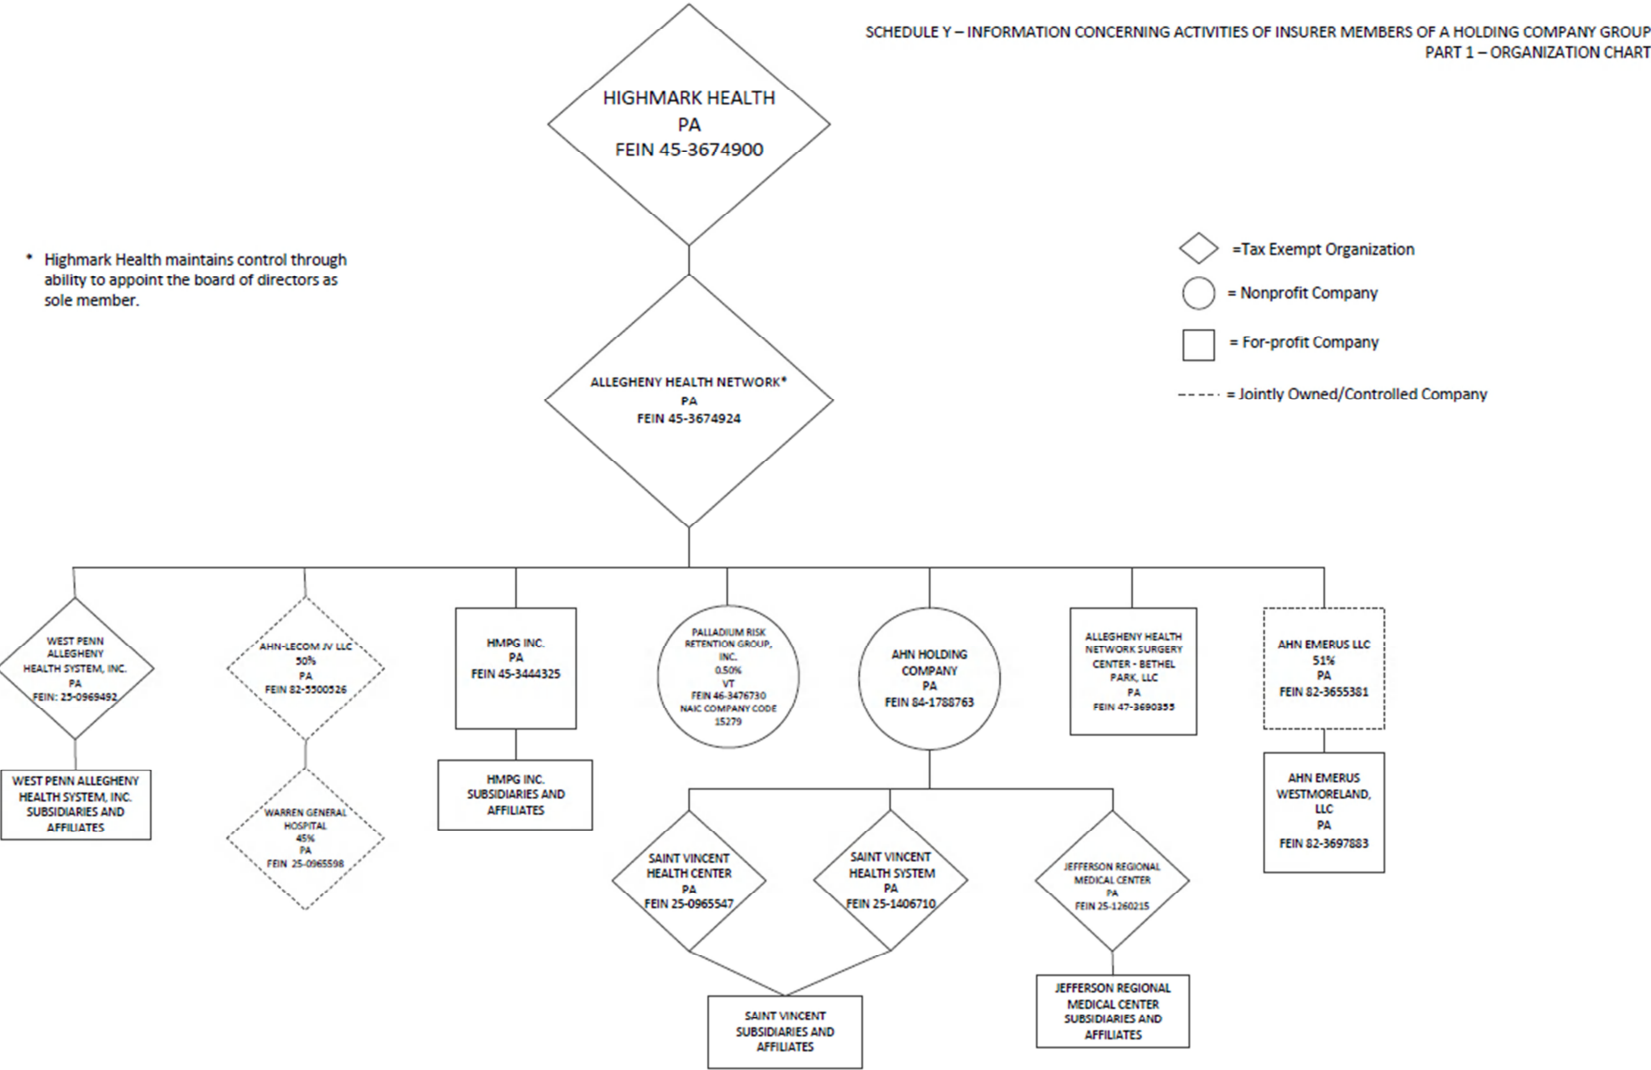 SCHEDULE Y – INFORMATION CONCERNING ACTIVITIES OF INSURER MEMBERS OF A HOLDING COMPANY GROUP
PART 1 – ORGANIZATION CHART
HIGHMARK HEALTH
PA
FEIN 45-3674900
* Highmark Health maintains control through
ability to appoint the board of directors as
sole member.
=Tax Exempt Organization
= Nonprofit Company
= For-profit Company
= Jointly Owned/Controlled Company
ALLEGHENY HEALTH NETWORK*
PA
FEIN 45-3674924
WEST PENN
ALLEGHENY
HEALTH SYSTEM, INC.
PA
FEIN: 25-0969492
AHN-LECOM JV LLC
50%
PA
FEIN 82-5500526
HMPG INC.
PA
FEIN 45-3444325
PALLADIUM RISK
RETENTION GROUP,
INC.
0.50%
VT
FEIN 46-3476730
NAIC COMPANY CODE
15279
AHN HOLDING
COMPANY
PA
FEIN 84-1788763
ALLEGHENY HEALTH
NETWORK SURGERY
CENTER - BETHEL
PARK, LLC
PA
FEIN 47-3690355
AHN EMERUS LLC
51%
PA
FEIN 82-3655381
WEST PENN ALLEGHENY
HEALTH SYSTEM, INC.
SUBSIDIARIES AND
AFFILIATES
WARREN GENERAL
HOSPITAL
45%
PA
FEIN 25-0965598
HMPG INC.
SUBSIDIARIES AND
AFFILIATES
AHN EMERUS
WESTMORELAND,
LLC
PA
FEIN 82-3697883
SAINT VINCENT
HEALTH CENTER
PA
FEIN 25-0965547
SAINT VINCENT
HEALTH SYSTEM
PA
FEIN 25-1406710
JEFFERSON REGIONAL
MEDICAL CENTER
PA
FEIN 25-1260215
SAINT VINCENT
SUBSIDIARIES AND
AFFILIATES
JEFFERSON REGIONAL
MEDICAL CENTER
SUBSIDIARIES AND
AFFILIATES